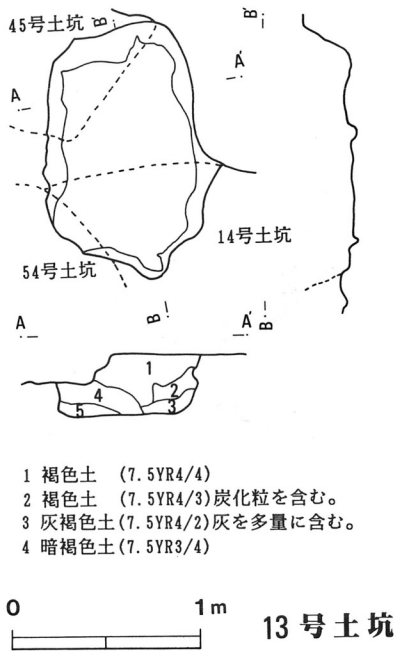 45号土坑
B
B'
A
A'
14号土坑
54号土坑
A
B
A'
B
1
2
3
4
5
1 褐色土 (7.5YR4/4)
2 褐色土 (7.5YR4/3)炭化粒を含む。
3 灰褐色土(7.5YR4/2)灰を多量に含む。
4 暗褐色土(7.5YR3/4)
0 1m
13号土坑